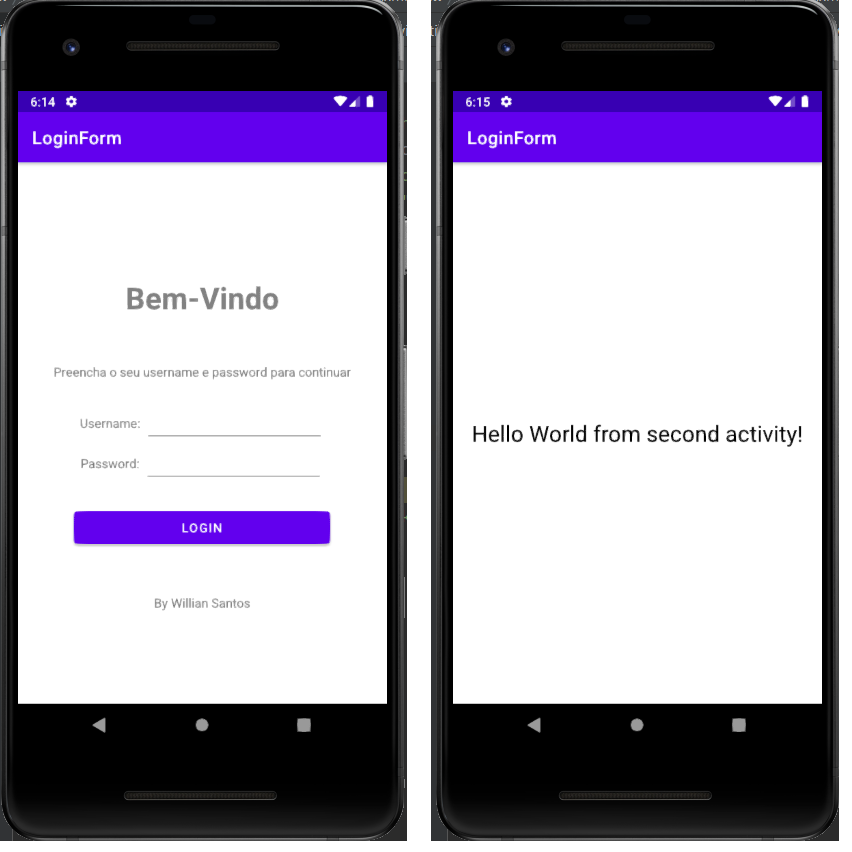 6:14
LoginForm
Bem-Vindo
Preencha o seu username e password para continuar
Username:
Password:
LOGIN
By Willian Santos
6:15
LoginForm
Hello World from second activity!